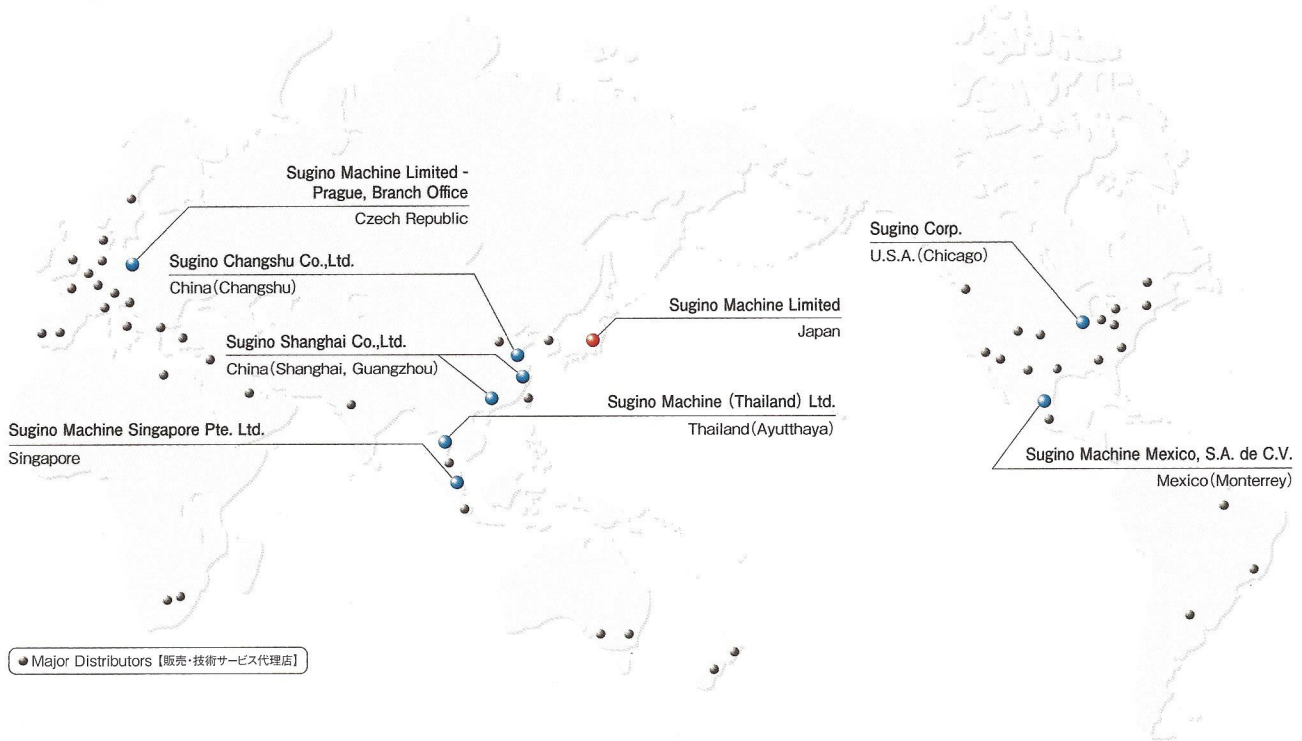 Sugino Machine Limited -
Prague, Branch Office
Czech Republic
Sugino Changshu Co.,Ltd.
China(Changshu)
Sugino Shanghai Co.,Ltd.
China(Shanghai, Guangzhou)
Sugino Machine Limited
Japan
Sugino Machine (Thailand) Ltd.
Thailand(Ayutthaya)
Sugino Machine Singapore Pte. Ltd.
Singapore
Sugino Corp.
U.S.A.(Chicago)
Sugino Machine Mexico, S.A. de C.V.
Mexico(Monterrey)
Major Distributors【販売・技術サービス代理店】